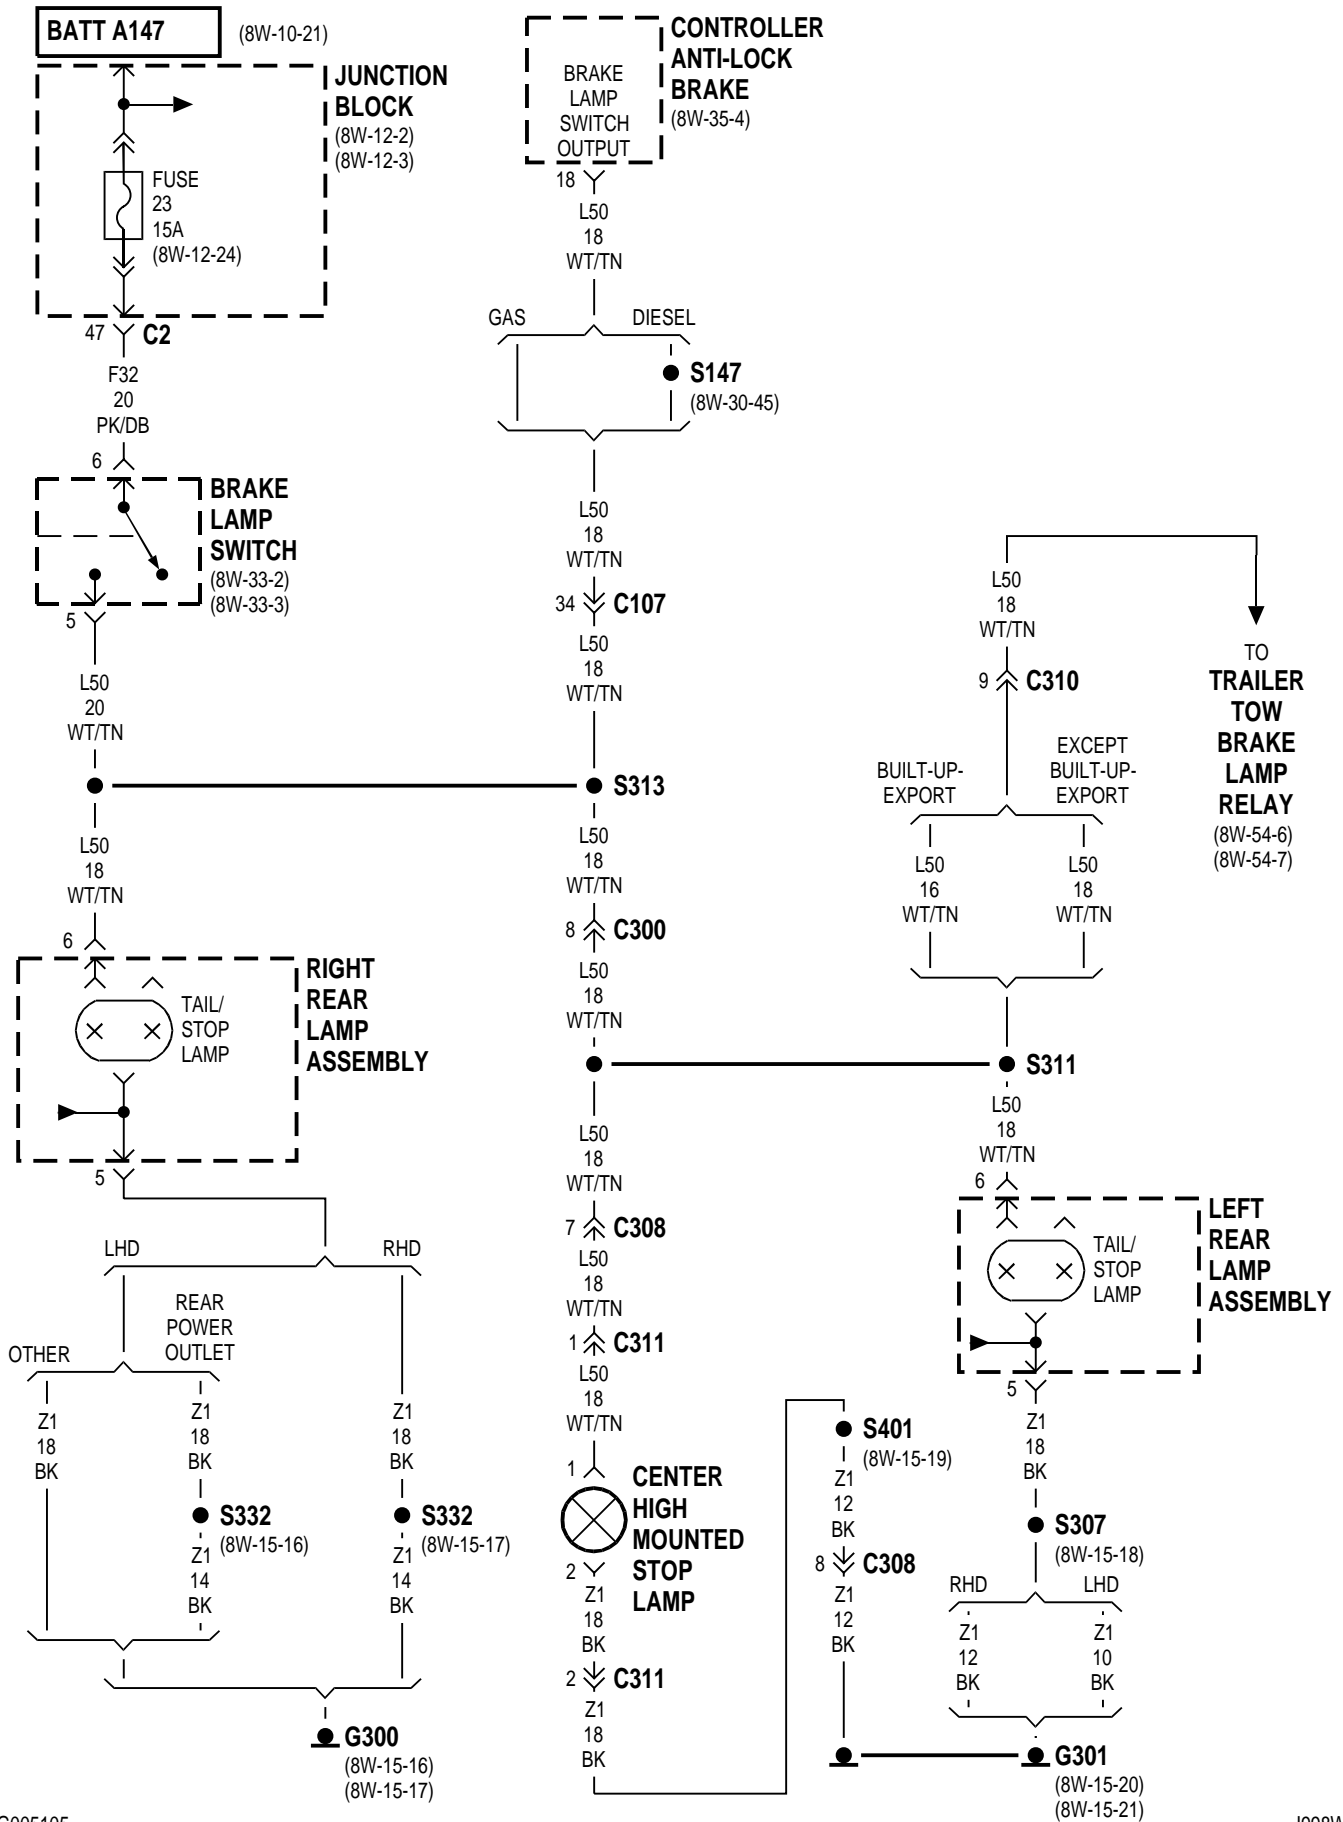 BATT A147 (8W-10-21)
JUNCTION
BLOCK
(8W-12-2)
(8W-12-3)
FUSE
23
15A
(8W-12-24)
47 C2
F32
20
PK/DB
6
BRAKE
LAMP
SWITCH
(8W-33-2)
(8W-33-3)
5
L50
20
WT/TN
L50
18
WT/TN
6
RIGHT
REAR
LAMP
ASSEMBLY
TAIL/
STOP
LAMP
5
LHD RHD
REAR
POWER
OUTLET
OTHER
Z1
18
BK
Z1
18
BK
S332
(8W-15-16)
Z1
14
BK
Z1
18
BK
S332
(8W-15-17)
Z1
14
BK
G300
(8W-15-16)
(8W-15-17)
CONTROLLER
ANTI-LOCK
BRAKE
(8W-35-4)
BRAKE
LAMP
SWITCH
OUTPUT
18
L50
18
WT/TN
GAS DIESEL
S147
(8W-30-45)
L50
18
WT/TN
34 C107
L50
18
WT/TN
S313
L50
18
WT/TN
8 C300
L50
18
WT/TN
L50
18
WT/TN
7 C308
L50
18
WT/TN
1 C311
L50
18
WT/TN
1
CENTER
HIGH
MOUNTED
STOP
LAMP
2
Z1
18
BK
2 C311
Z1
18
BK
S401
(8W-15-19)
Z1
12
BK
8 C308
Z1
12
BK
L50
18
WT/TN
TO
TRAILER
TOW
BRAKE
LAMP
RELAY
(8W-54-6)
(8W-54-7)
9 C310
BUILT-UP-
EXPORT
EXCEPT
BUILT-UP-
EXPORT
L50
16
WT/TN
L50
18
WT/TN
S311
L50
18
WT/TN
6
LEFT
REAR
LAMP
ASSEMBLY
TAIL/
STOP
LAMP
5
Z1
18
BK
S307
(8W-15-18)
RHD LHD
Z1
12
BK
Z1
10
BK
G301
(8W-15-20)
(8W-15-21)